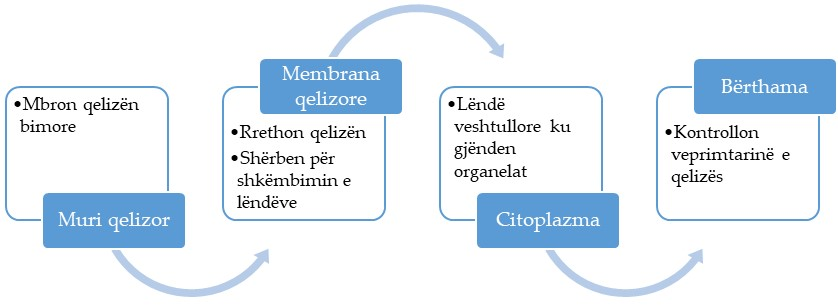 •Mbron qelizën
bimore
Muri qelizor
Membrana
qelizore
•Rrethon qelizën
•Shërben për
shkëmbimin e
lëndëve
•Lëndë
veshtullore ku
gjënden
organelat
Citoplazma
Bërthama
•Kontrollon
veprimtarinë e
qelizës